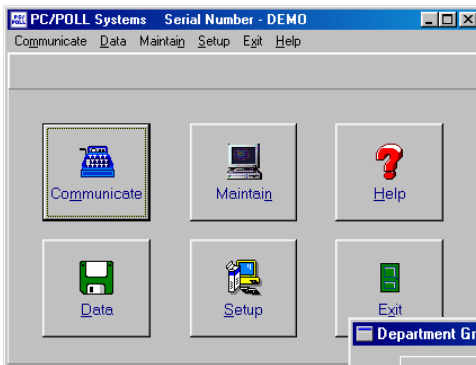 PC/POLL Systems Serial Number - DEMO
Communicate Data Maintain Setup Exit Help
Communicate Maintain Help
Data Setup Exit
Department Gr